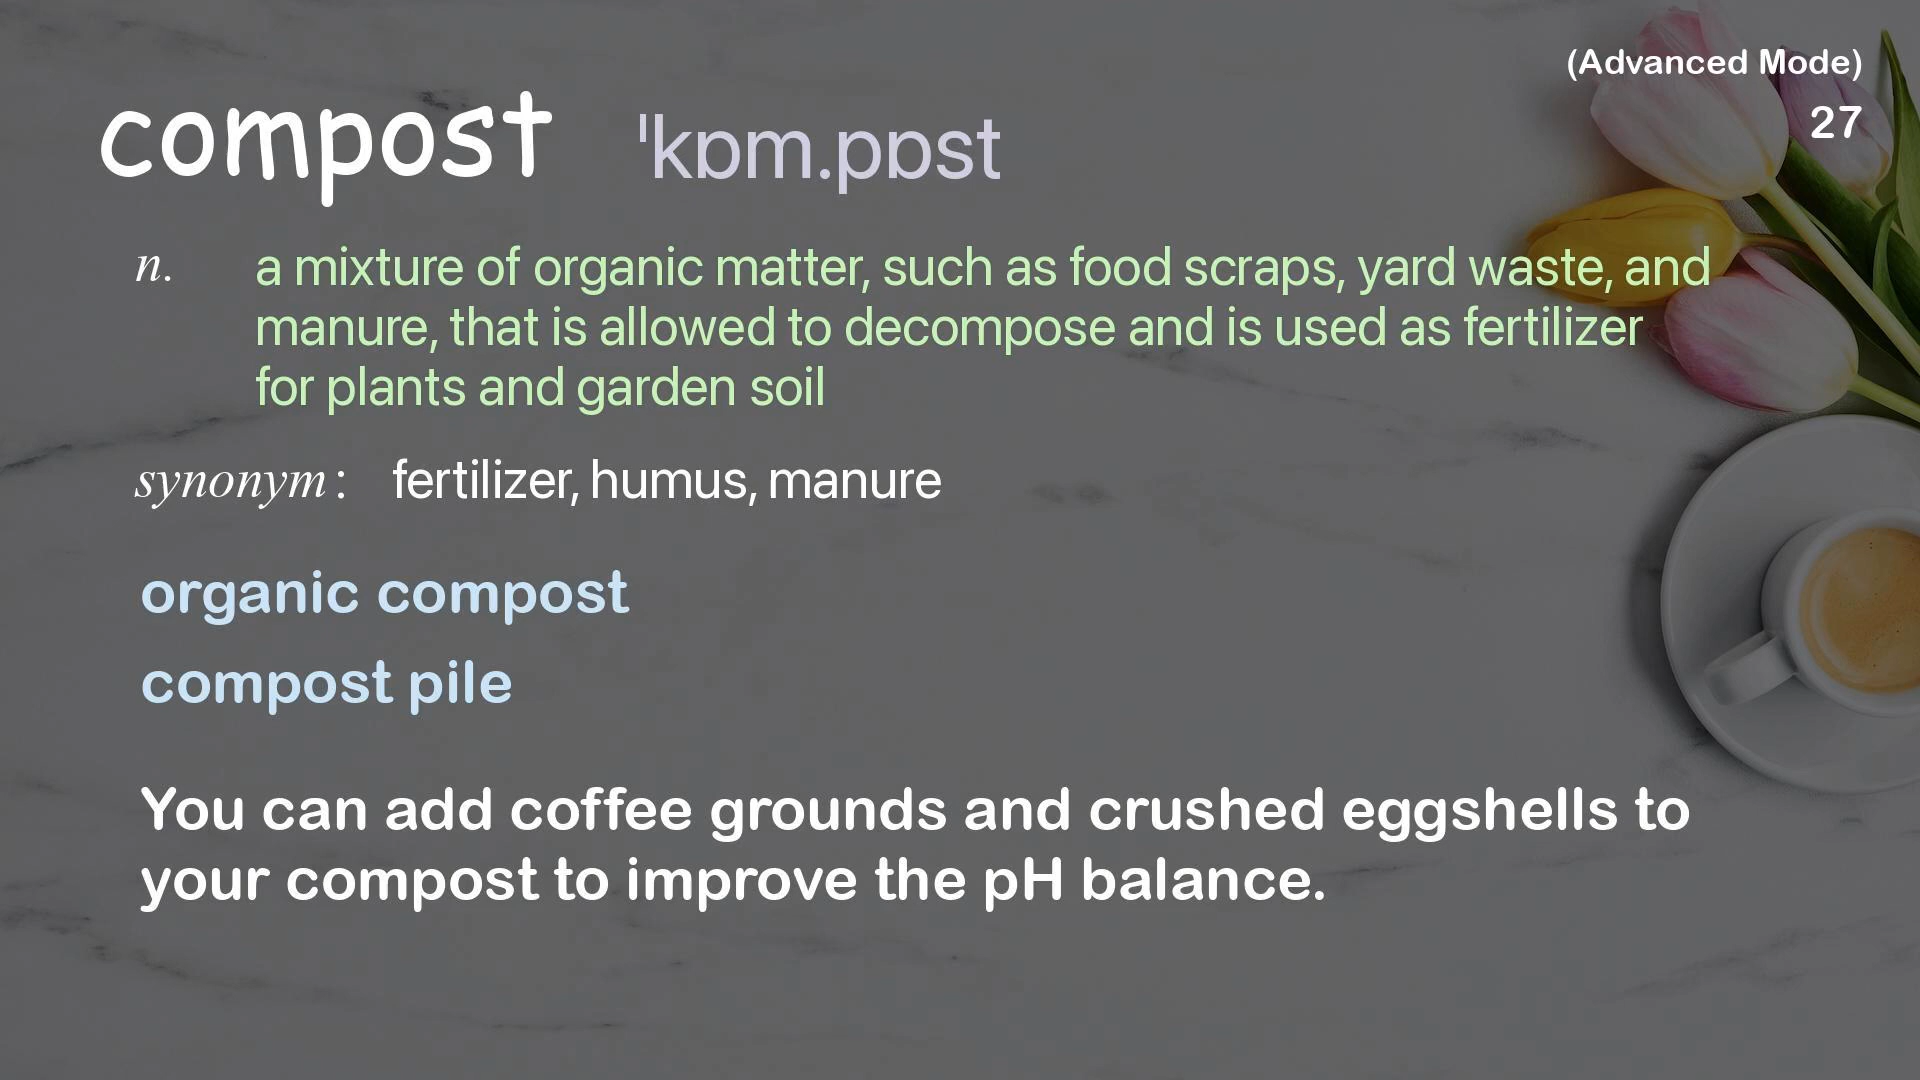 (Advanced Mode)
27
compost ˈkɒm.pɒst
n. a mixture of organic matter, such as food scraps, yard waste, and
manure, that is allowed to decompose and is used as fertilizer
for plants and garden soil
synonym : fertilizer, humus, manure
organic compost
compost pile
You can add coffee grounds and crushed eggshells to
your compost to improve the pH balance.